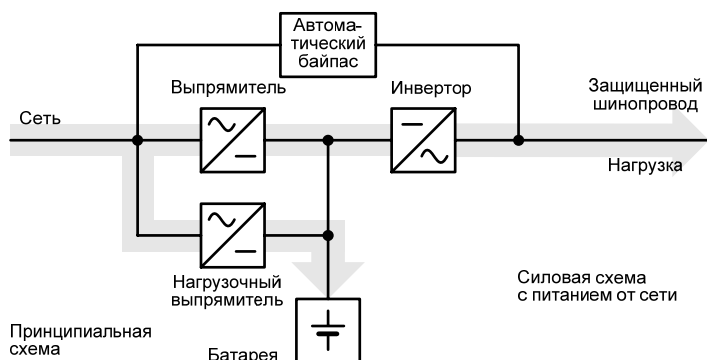 Автома-
тический
байпас
Выпрямитель
Инвертор
Защищенный
шинопровод
Сеть
Нагрузка
Нагрузочный
выпрямитель
Силовая схема
с питанием от сети
Принципиальная
схема
Батарея